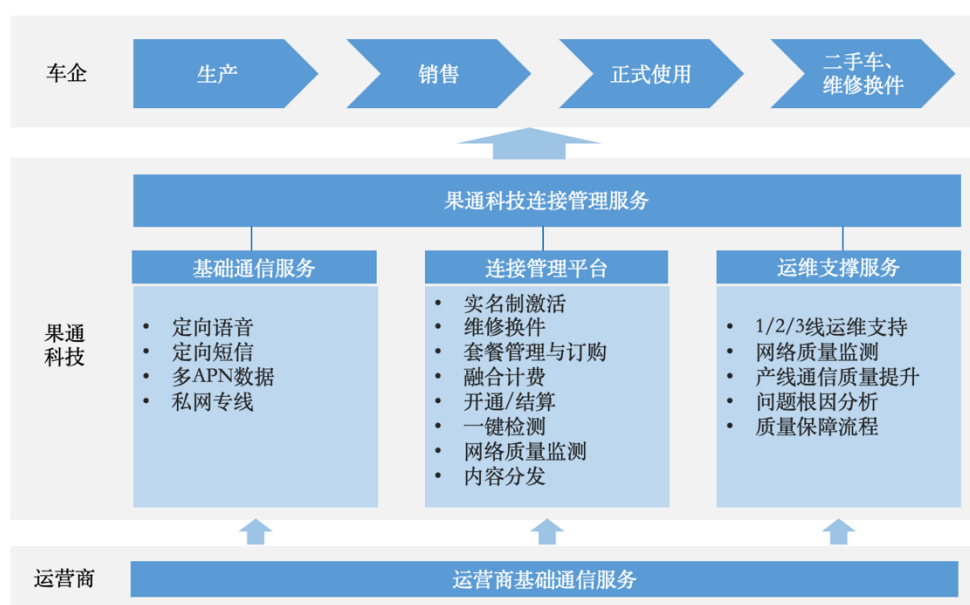 车企
生产
销售
正式使用
二手车、
维修换件
果通
科技
果通科技连接管理服务
基础通信服务
• 定向语音
• 定向短信
• 多APN数据
• 私网专线
连接管理平台
• 实名制激活
• 维修换件
• 套餐管理与订购
• 融合计费
• 开通/结算
• 一键检测
• 网络质量监测
• 内容分发
运维支撑服务
• 1/2/3线运维支持
• 网络质量监测
• 产线通信质量提升
• 问题根因分析
• 质量保障流程
运营商
运营商基础通信服务